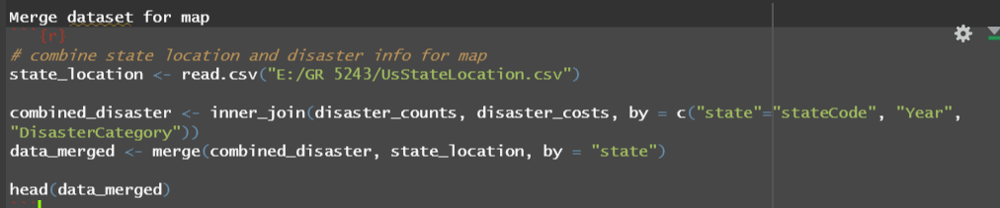 Merge dataset for map
```{r}
# combine state location and disaster info for map
state_location <- read.csv("E:/GR 5243/UsStateLocation.csv")
combined_disaster <- inner_join(disaster_counts, disaster_costs, by = c("state"="stateCode", "Year",
"DisasterCategory"))
data_merged <- merge(combined_disaster, state_location, by = "state")
head(data_merged)
```